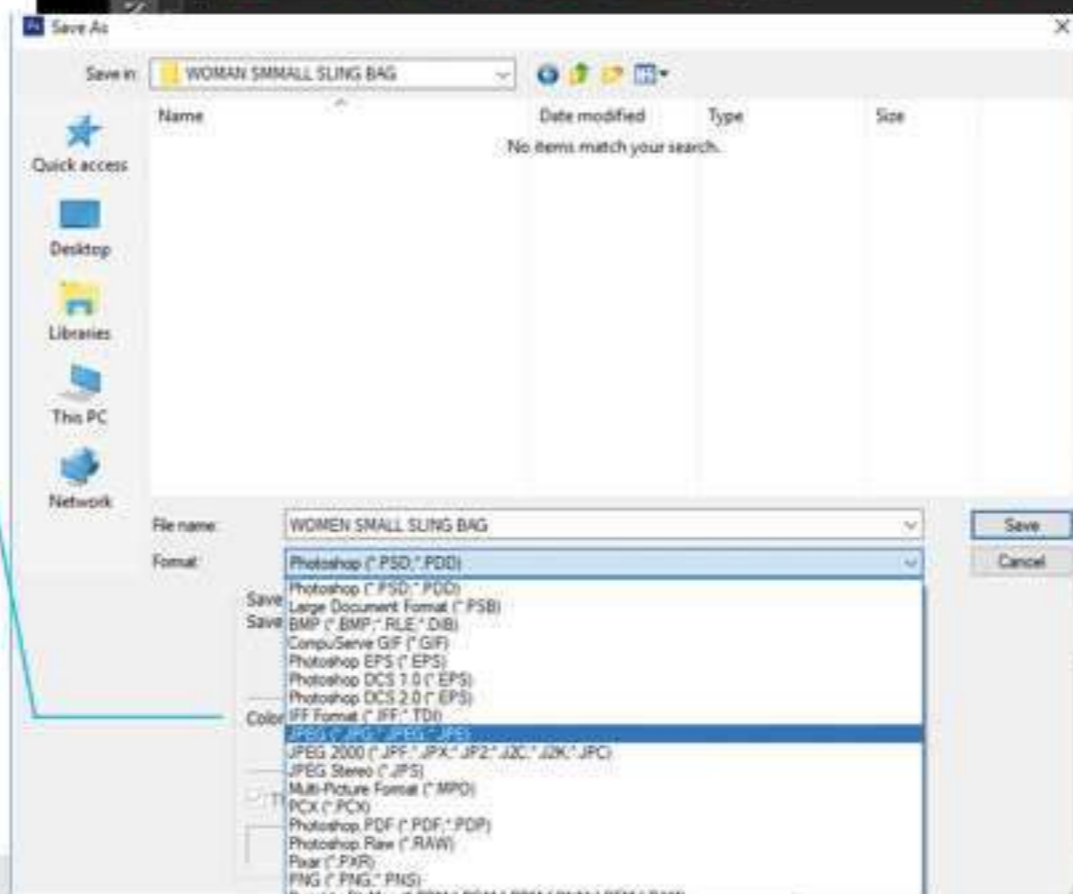 Save As
Save in: WOMAN SMMALL SLING BAG
Name Date modified Type Size
No items match your search.
Quick access
Desktop
Libraries
This PC
Network
File name: WOMEN SMALL SLING BAG Save
Format: Photoshop (*.PSD;*.PDD) Cancel
Photoshop (*.PSD;*.PDD)
Save Large Document Format (*.PSB)
Save BMP (*.BMP;*.RLE;*.DIB)
CompuServe GIF (*.GIF)
Photoshop EPS (*.EPS)
Photoshop DCS 1.0 (*.EPS)
Photoshop DCS 2.0 (*.EPS)
Color IFF Format (*.IFF;*.TDI)
JPEG (*.JPG;*.JPEG;*.JPE)
JPEG 2000 (*.JPF;*.JPX;*.JP2;*.J2C;*.J2K;*.JPC)
JPEG Stereo (*.JPS)
Multi-Picture Format (*.MPO)
PCX (*.PCX)
Photoshop PDF (*.PDF;*.PDP)
Photoshop Raw (*.RAW)
Pixar (*.PXR)
PNG (*.PNG;*.PNS)